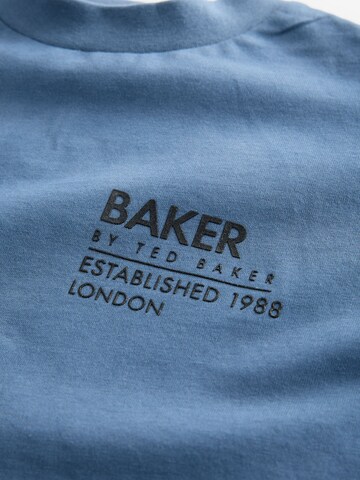 BAKER
BY TED BAKER
ESTABLISHED 1988
LONDON